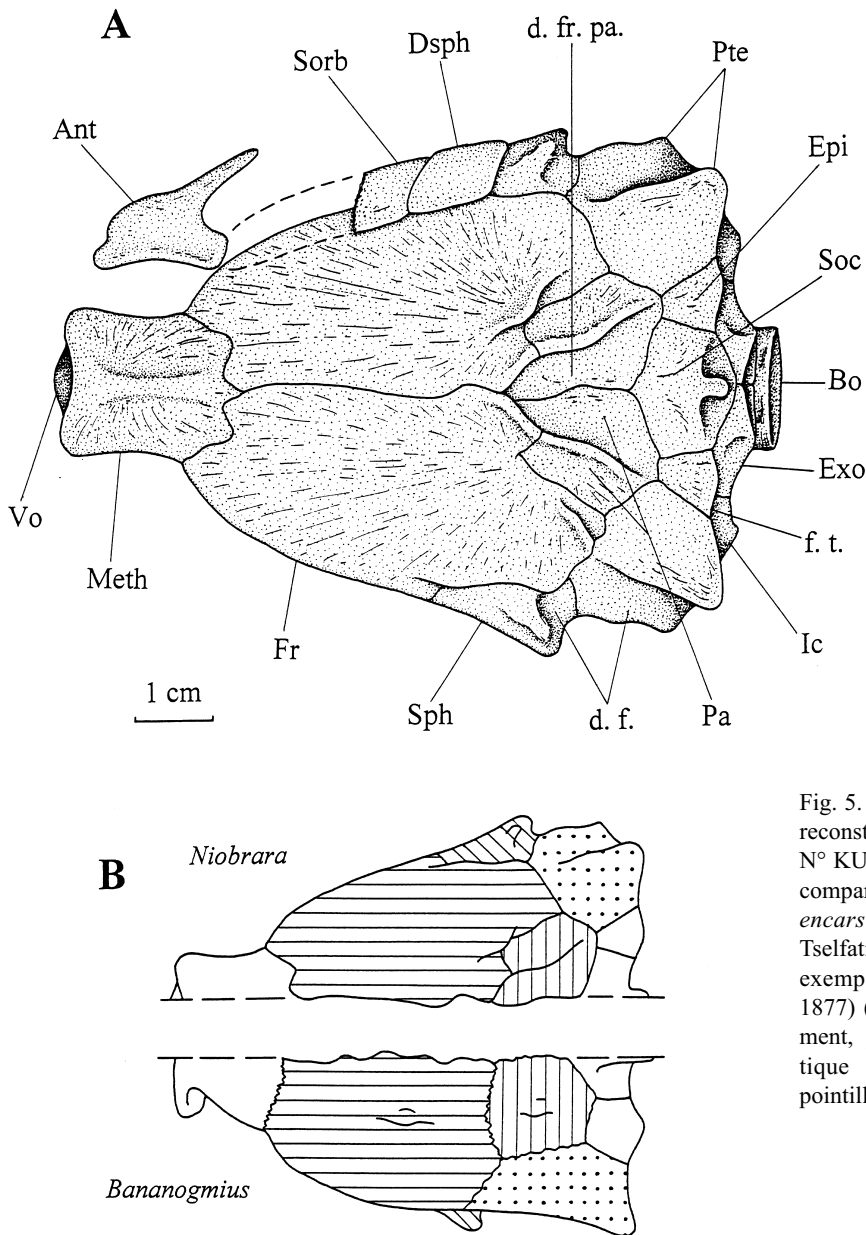 A
Ant
Sorb
Dsph
d. fr. pa.
Pte
Epi
Soc
Bo
Exo
f. t.
Ic
Pa
d. f.
Sph
Fr
Meth
Vo
1 cm
B
Niobrara
Bananogmius
Fig. 5.
reconst
N° KU
compar
encars
Tselfati
exemp
1877) (
ment,
tique
pointill